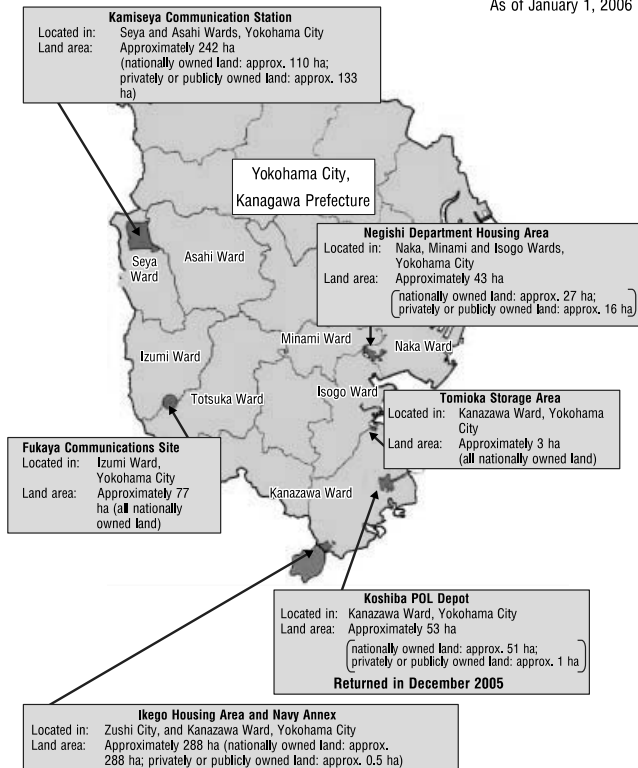 As of January 1, 2006
Kamiseya Communication Station
Located in: Seya and Asahi Wards, Yokohama City
Land area: Approximately 242 ha
(nationally owned land: approx. 110 ha;
privately or publicly owned land: approx. 133
ha)
Yokohama City,
Kanagawa Prefecture
Negishi Department Housing Area
Located in: Naka, Minami and Isogo Wards,
Yokohama City
Land area: Approximately 43 ha
(nationally owned land: approx. 27 ha;
privately or publicly owned land: approx. 16 ha)
Seya
Ward
Asahi Ward
Minami Ward
Naka Ward
Izumi Ward
Totsuka Ward
Isogo Ward
Tomioka Storage Area
Located in: Kanazawa Ward, Yokohama
City
Land area: Approximately 3 ha
(all nationally owned land)
Fukaya Communications Site
Located in: Izumi Ward,
Yokohama City
Land area: Approximately 77
ha (all nationally
owned land)
Kanazawa Ward
Koshiba POL Depot
Located in: Kanazawa Ward, Yokohama City
Land area: Approximately 53 ha
(nationally owned land: approx. 51 ha;
privately or publicly owned land: approx. 1 ha)
Returned in December 2005
Ikego Housing Area and Navy Annex
Located in: Zushi City, and Kanazawa Ward, Yokohama City
Land area: Approximately 288 ha (nationally owned land: approx.
288 ha; privately or publicly owned land: approx. 0.5 ha)